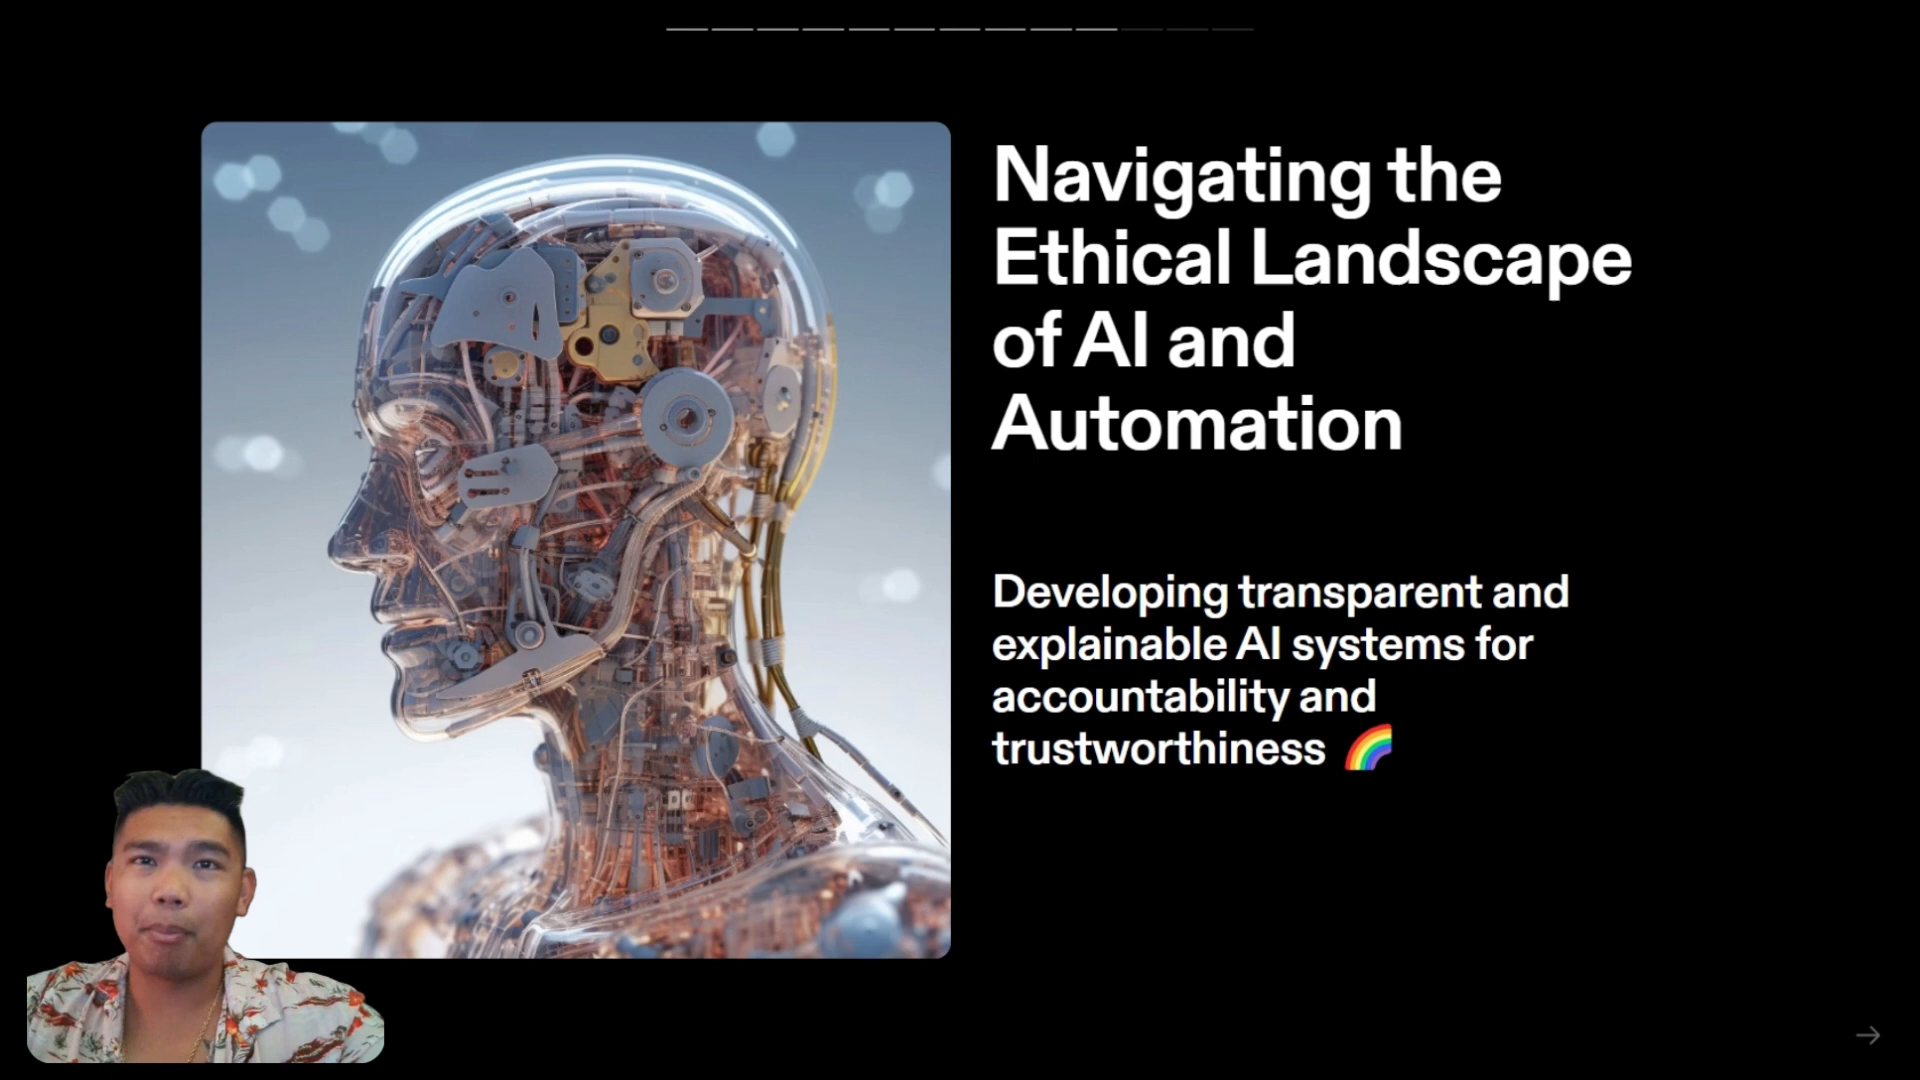 Navigating the
Ethical Landscape
of AI and
Automation
Developing transparent and
explainable AI systems for
accountability and
trustworthiness 🌈